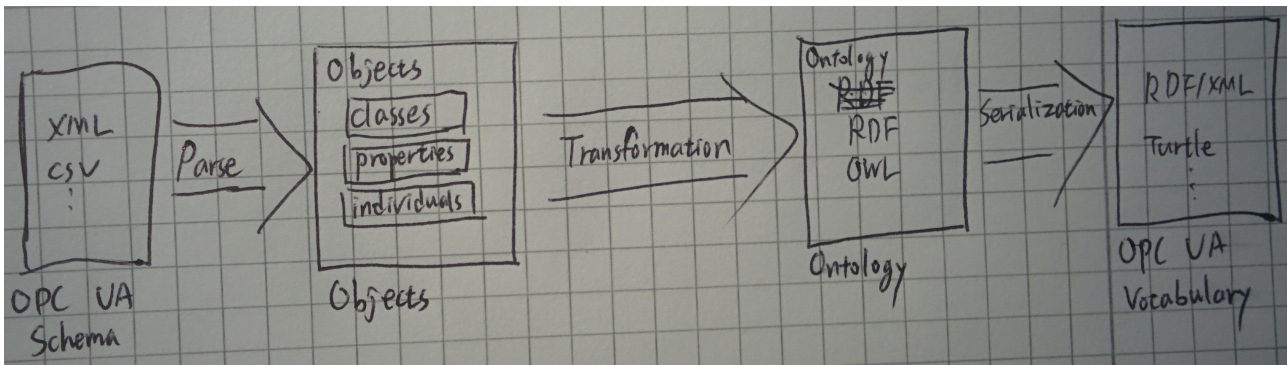 XML
CSV
⋮
OPC UA
Schema
Parse
Objects
classes
properties
individuals
Objects
Transformation
Ontology
RDF
RDF
OWL
Ontology
Serialization
RDF/XML
Turtle
⋮
OPC UA
Vocabulary